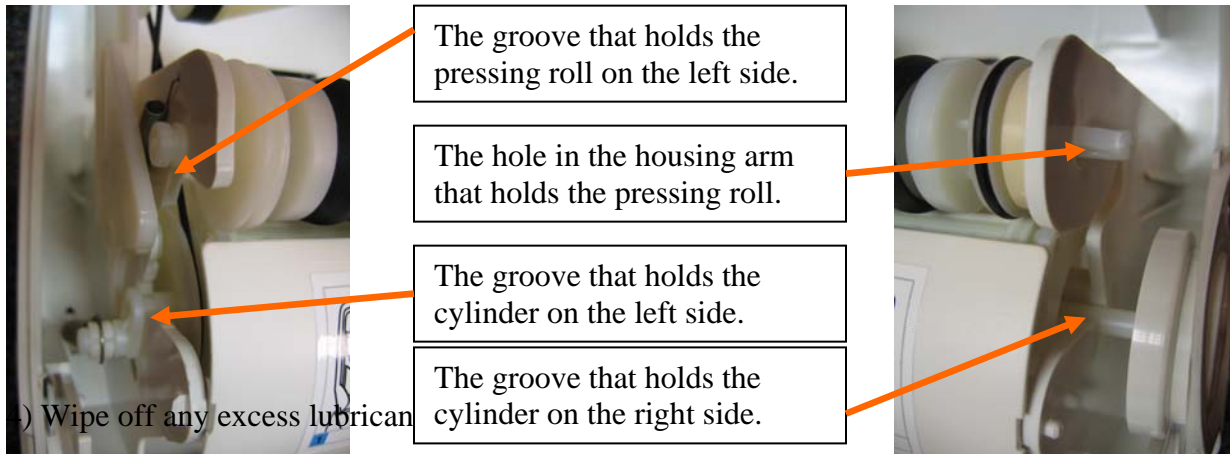 The groove that holds the
pressing roll on the left side.
The hole in the housing arm
that holds the pressing roll.
The groove that holds the
cylinder on the left side.
The groove that holds the
cylinder on the right side.
) Wipe off any excess lubrican